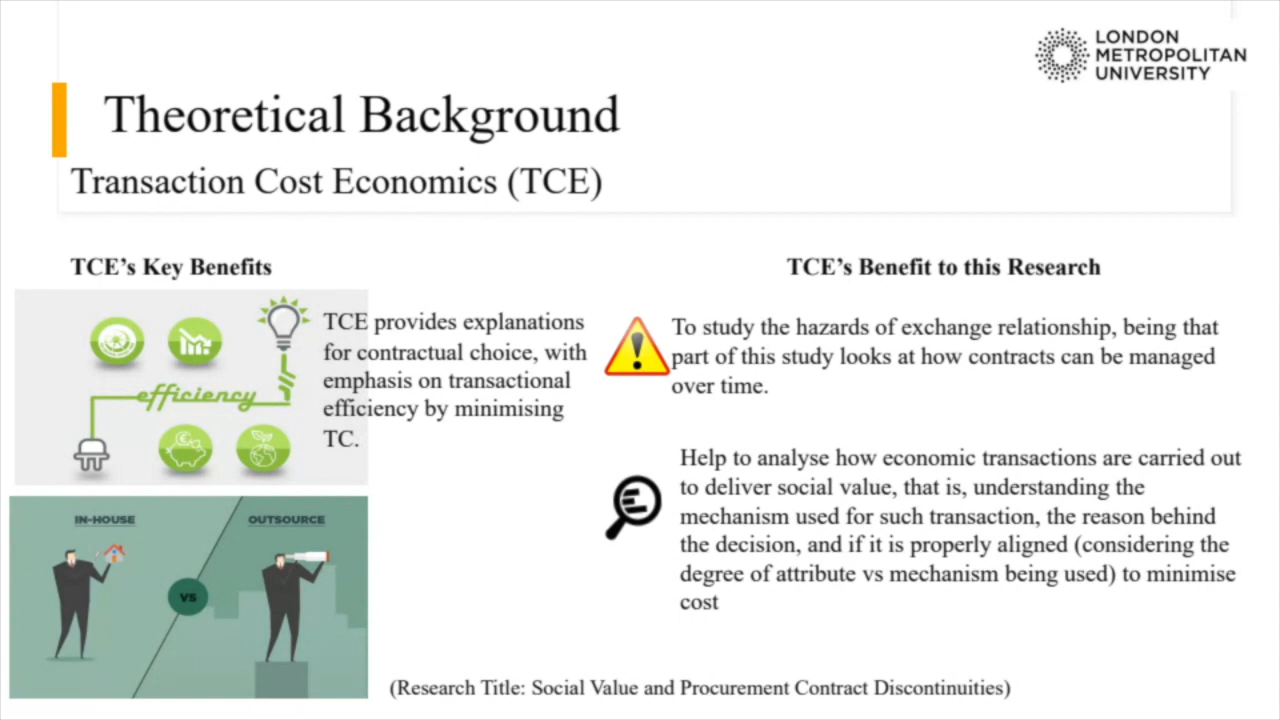 LONDON
METROPOLITAN
UNIVERSITY
Theoretical Background
Transaction Cost Economics (TCE)
TCE's Key Benefits
efficiency
TCE provides explanations
for contractual choice, with
emphasis on transactional
efficiency by minimising
TC.
IN-HOUSE
OUTSOURCE
VS
TCE's Benefit to this Research
To study the hazards of exchange relationship, being that
part of this study looks at how contracts can be managed
over time.
Help to analyse how economic transactions are carried out
to deliver social value, that is, understanding the
mechanism used for such transaction, the reason behind
the decision, and if it is properly aligned (considering the
degree of attribute vs mechanism being used) to minimise
cost
(Research Title: Social Value and Procurement Contract Discontinuities)